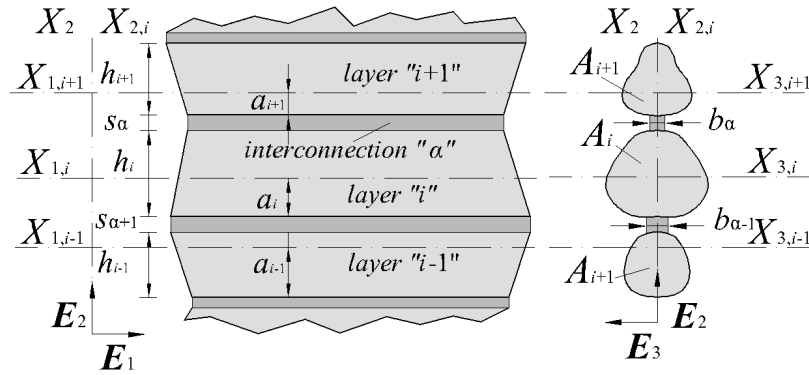 X₂ X₂,ᵢ X₂ X₂,ᵢ
X₁,ᵢ₊₁ hᵢ₊₁ layer "i+1" aᵢ₊₁ Aᵢ₊₁ X₃,ᵢ₊₁
sα interconnection "α" bα
X₁,ᵢ hᵢ layer "i" aᵢ Aᵢ X₃,ᵢ
sα+1 bα-1
X₁,ᵢ₋₁ hᵢ₋₁ aᵢ₋₁ layer "i-1" Aᵢ₊₁ X₃,ᵢ₋₁
E₂ E₂
E₁ E₃